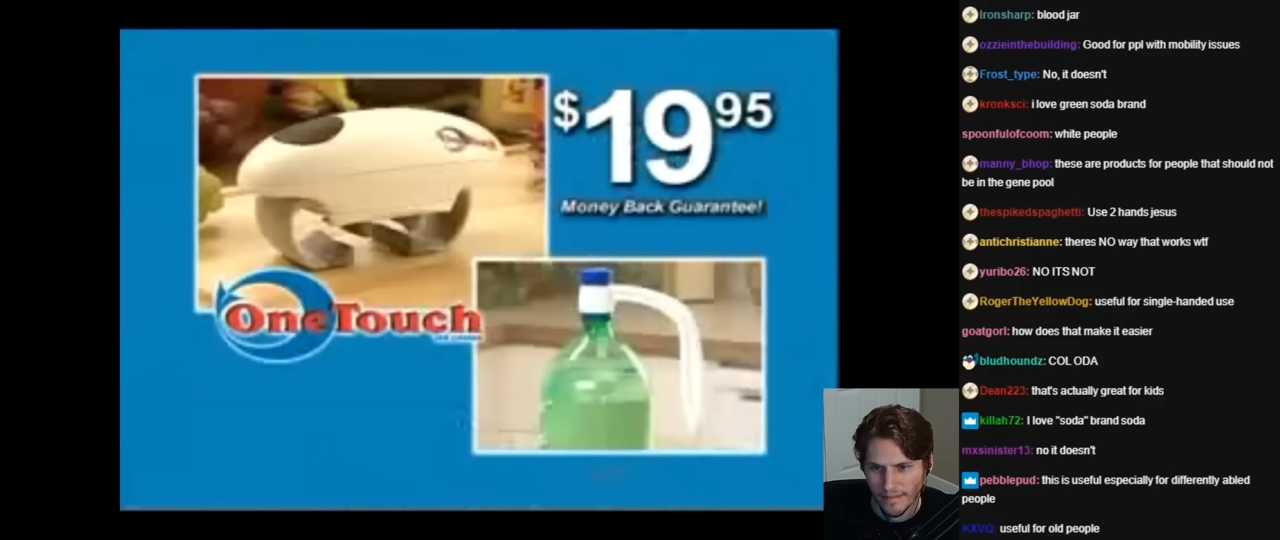 $19.95
Money Back Guarantee!
OneTouch
Ironsharp: blood jar
ozzieinthebuilding: Good for ppl with mobility issues
Frost_type: No, it doesn't
kronksci: i love green soda brand
spoonfulofcoom: white people
manny_bhop: these are products for people that should not
be in the gene pool
thespikedspaghetti: Use 2 hands jesus
antichristianne: theres NO way that works wtf
yuribo26: NO ITS NOT
RogerTheYellowDog: useful for single-handed use
goatgorl: how does that make it easier
bludhoundz: COL ODA
Dean223: that's actually great for kids
killah72: I love "soda" brand soda
mxsinister13: no it doesn't
pebblepud: this is useful especially for differently abled
people
KXVQ: useful for old people